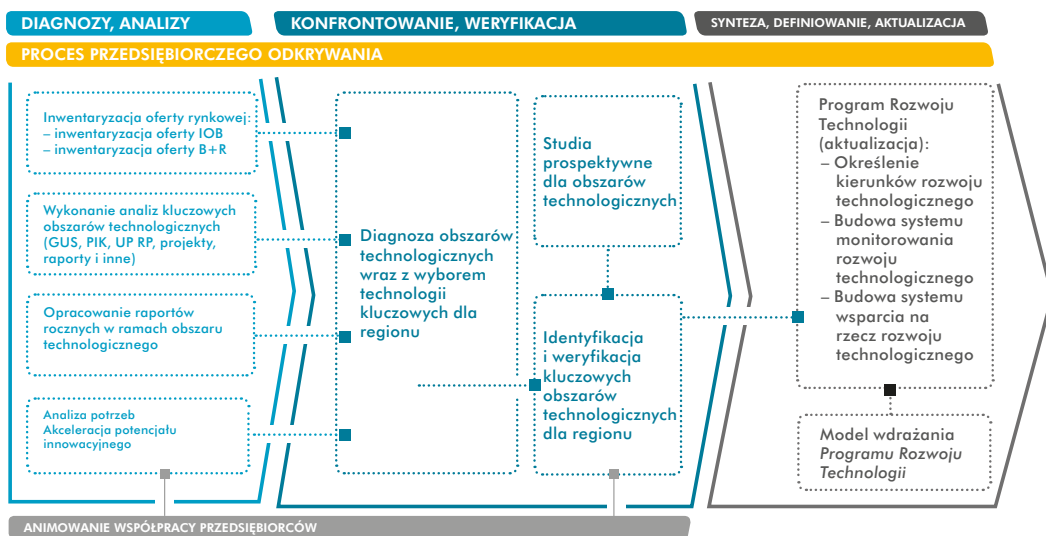 DIAGNOZY, ANALIZY
KONFRONTOWANIE, WERYFIKACJA
SYNTEZA, DEFINIOWANIE, AKTUALIZACJA
PROCES PRZEDSIĘBIORCZEGO ODKRYWANIA
Inwentaryzacja oferty rynkowej:
– inwentaryzacja oferty IOB
– inwentaryzacja oferty B+R
Wykonanie analiz kluczowych
obszarów technologicznych
(GUS, PIK, UP RP, projekty,
raporty i inne)
Opracowanie raportów
rocznych w ramach obszaru
technologicznego
Analiza potrzeb
Akceleracja potencjału
innowacyjnego
Diagnoza obszarów
technologicznych
wraz z wyborem
technologii
kluczowych dla
regionu
Studia
prospektywne
dla obszarów
technologicznych
Identyfikacja
i weryfikacja
kluczowych
obszarów
technologicznych
dla regionu
Program Rozwoju
Technologii
(aktualizacja):
– Określenie
kierunków rozwoju
technologicznego
– Budowa systemu
monitorowania
rozwoju
technologicznego
– Budowa systemu
wsparcia na
rzecz rozwoju
technologicznego
Model wdrażania
Programu Rozwoju
Technologii
ANIMOWANIE WSPÓŁPRACY PRZEDSIĘBIORCÓW